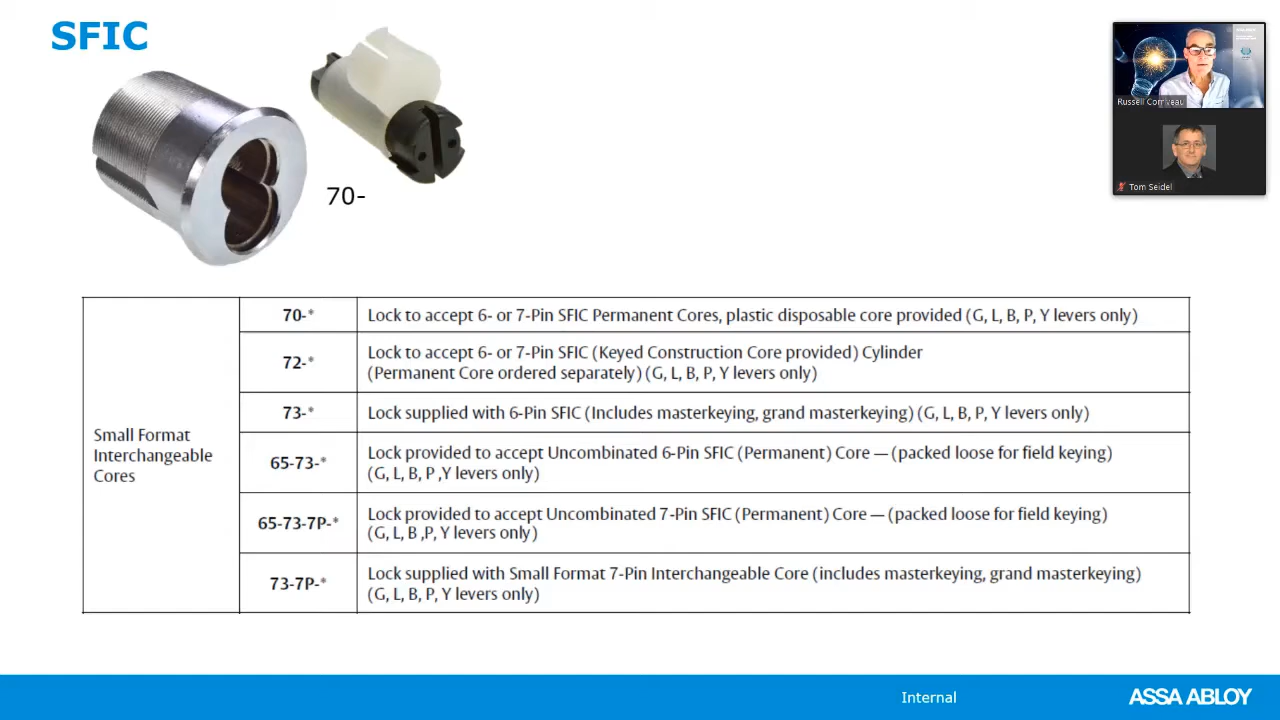 SFIC
70-
Russell Corriveau
Tom Seidel
Small Format
Interchangeable
Cores
70-*
Lock to accept 6- or 7-Pin SFIC Permanent Cores, plastic disposable core provided (G, L, B, P, Y levers only)
72-*
Lock to accept 6- or 7-Pin SFIC (Keyed Construction Core provided) Cylinder
(Permanent Core ordered separately) (G, L, B, P, Y levers only)
73-*
Lock supplied with 6-Pin SFIC (Includes masterkeying, grand masterkeying) (G, L, B, P, Y levers only)
65-73-*
Lock provided to accept Uncombinated 6-Pin SFIC (Permanent) Core — (packed loose for field keying)
(G, L, B, P ,Y levers only)
65-73-7P-*
Lock provided to accept Uncombinated 7-Pin SFIC (Permanent) Core — (packed loose for field keying)
(G, L, B ,P, Y levers only)
73-7P-*
Lock supplied with Small Format 7-Pin Interchangeable Core (includes masterkeying, grand masterkeying)
(G, L, B, P, Y levers only)
Internal
ASSA ABLOY